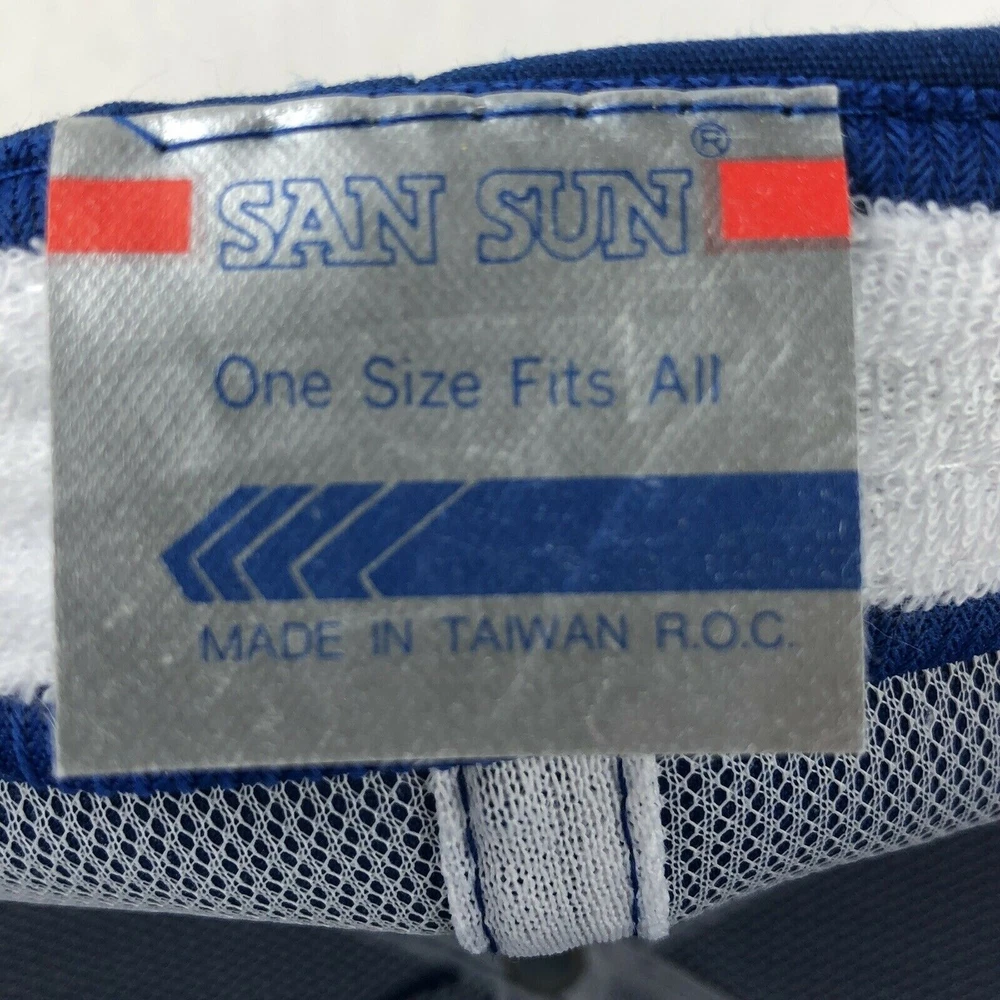 SAN SUN ®
One Size Fits All
MADE IN TAIWAN R.O.C.